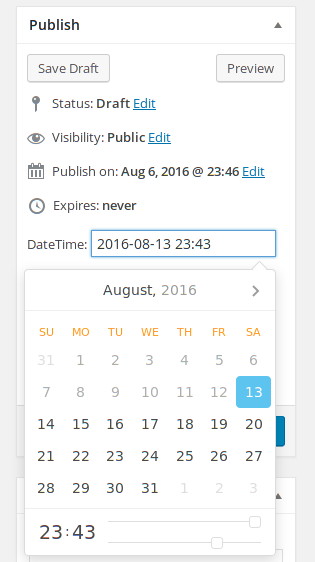 Publish
Save Draft Preview
Status: Draft Edit
Visibility: Public Edit
Publish on: Aug 6, 2016 @ 23:46 Edit
Expires: never
DateTime: 2016-08-13 23:43
August, 2016
SU MO TU WE TH FR SA
31 1 2 3 4 5 6
7 8 9 10 11 12 13
14 15 16 17 18 19 20
21 22 23 24 25 26 27
28 29 30 31 1 2 3
23:43